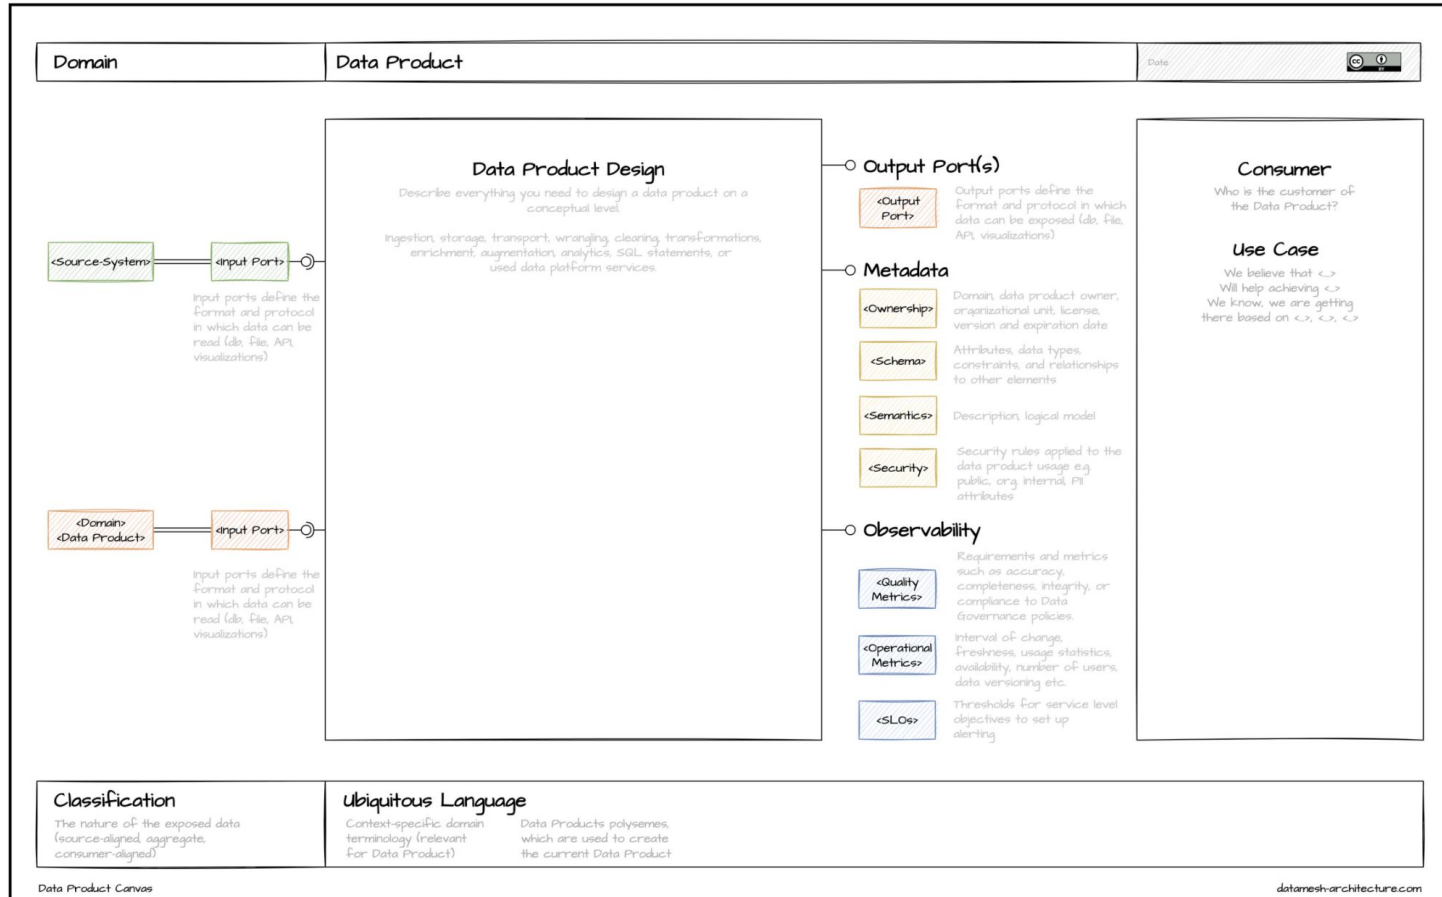 Domain
Data Product
Date
cc
BY
Data Product Design
Describe everything you need to design a data product on a
conceptual level.
Ingestion, storage, transport, wrangling, cleaning, transformations,
enrichment, augmentation, analytics, SQL statements, or
used data platform services.
<Source-System>
<Input Port>
Input ports define the
format and protocol
in which data can be
read (db, file, API,
visualizations)
<Domain>
<Data Product>
<Input Port>
Input ports define the
format and protocol
in which data can be
read (db, file, API,
visualizations)
Output Port(s)
<Output
Port>
Output ports define the
format and protocol in which
data can be exposed (db, file,
API, visualizations)
Metadata
<Ownership>
Domain, data product owner,
organizational unit, license,
version and expiration date
<Schema>
Attributes, data types,
constraints, and relationships
to other elements
<Semantics>
Description, logical model
<Security>
Security rules applied to the
data product usage e.g.
public, org. internal, PII
attributes
Observability
<Quality
Metrics>
Requirements and metrics
such as accuracy,
completeness, integrity, or
compliance to Data
Governance policies.
<Operational
Metrics>
Interval of change,
freshness, usage statistics,
availability, number of users,
data versioning etc.
<SLOs>
Thresholds for service level
objectives to set up
alerting
Consumer
Who is the customer of
the Data Product?
Use Case
We believe that <...>
Will help achieving <...>
We know, we are getting
there based on <...>, <...>, <...>
Classification
The nature of the exposed data
(source-aligned, aggregate,
consumer-aligned)
Ubiquitous Language
Context-specific domain
terminology (relevant
for Data Product)
Data Products polysemes,
which are used to create
the current Data Product
Data Product Canvas
datamesh-architecture.com